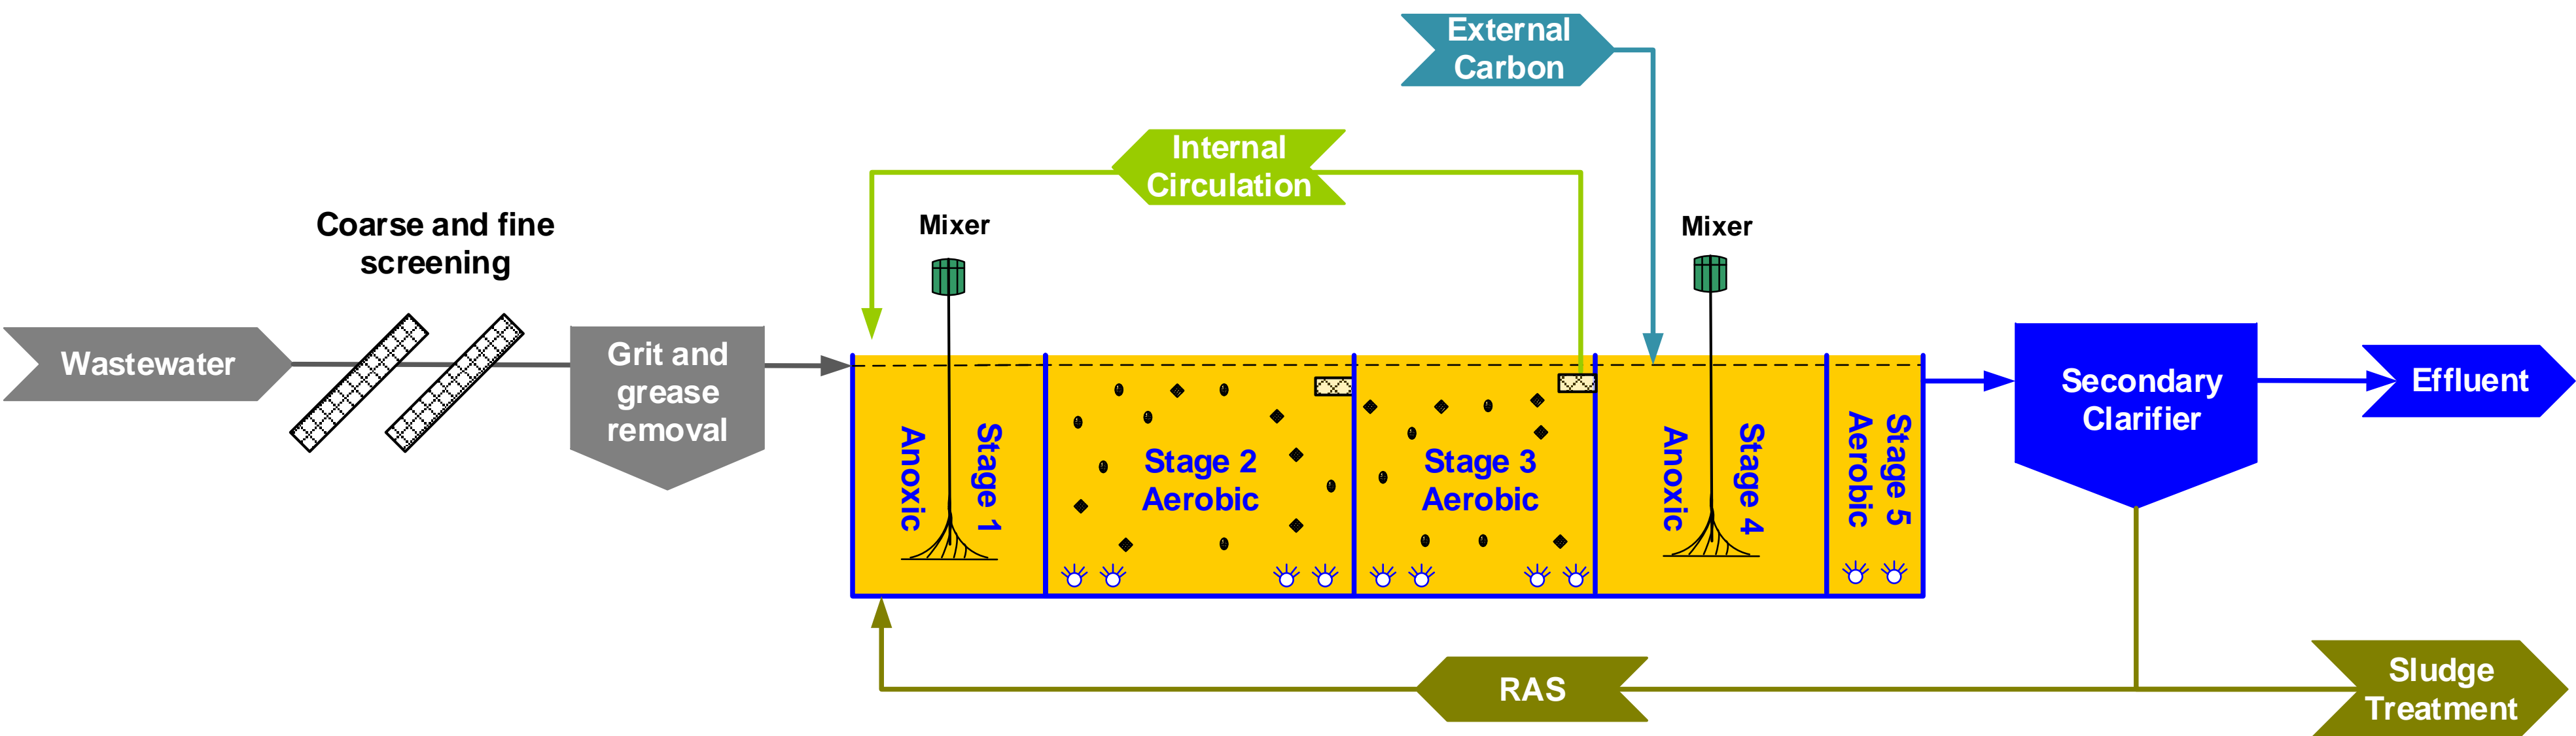 External
Carbon
Internal
Circulation
Coarse and fine
screening
Mixer
Mixer
Wastewater
Grit and
grease
removal
Stage 1
Anoxic
Stage 2
Aerobic
Stage 3
Aerobic
Stage 4
Anoxic
Stage 5
Aerobic
Secondary
Clarifier
Effluent
RAS
Sludge
Treatment